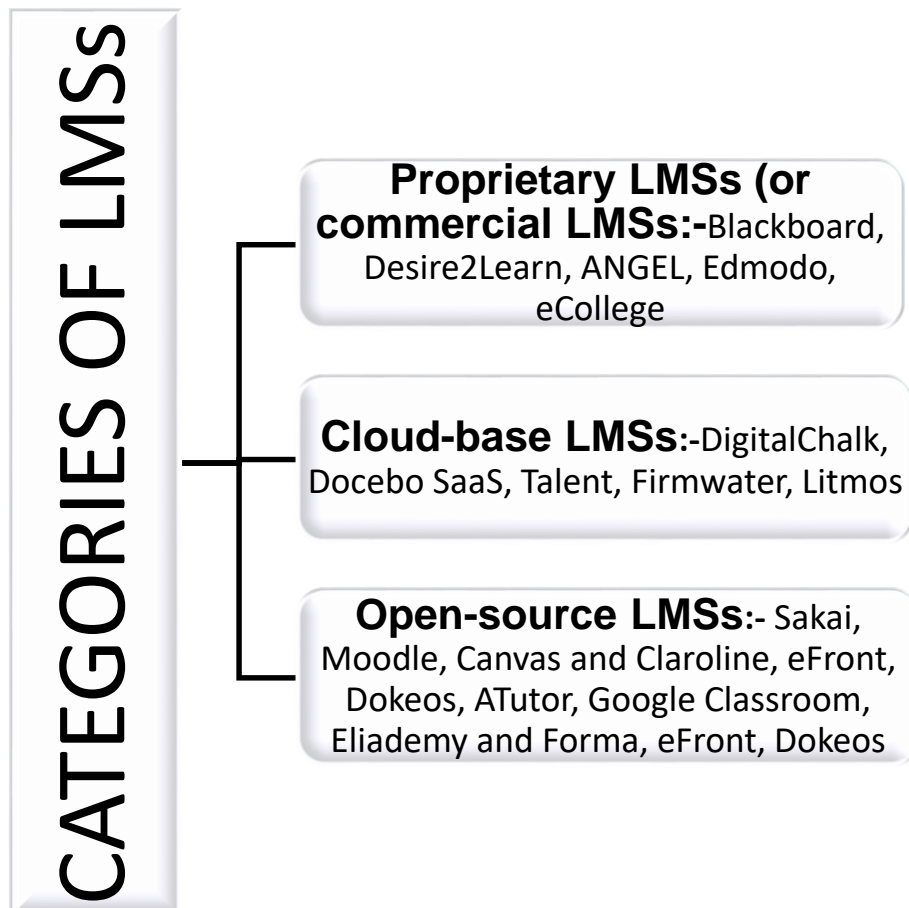 CATEGORIES OF LMSs
Proprietary LMSs (or
commercial LMSs:-Blackboard,
Desire2Learn, ANGEL, Edmodo,
eCollege
Cloud-base LMSs:-DigitalChalk,
Docebo SaaS, Talent, Firmwater, Litmos
Open-source LMSs:- Sakai,
Moodle, Canvas and Claroline, eFront,
Dokeos, ATutor, Google Classroom,
Eliademy and Forma, eFront, Dokeos